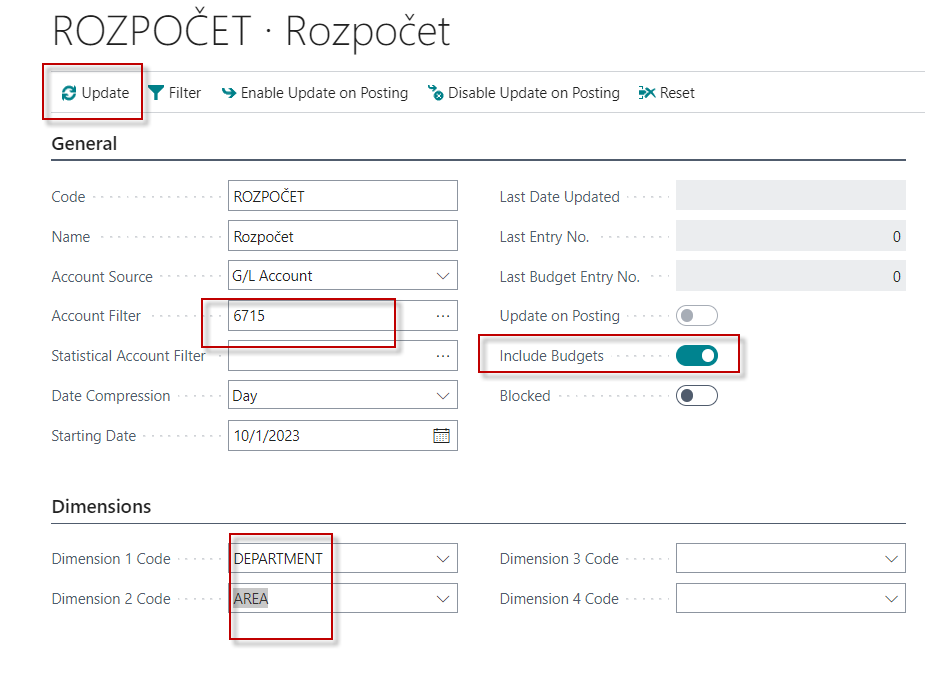 ROZPOČET · Rozpočet
Update Filter Enable Update on Posting Disable Update on Posting Reset
General
Code ROZPOČET Last Date Updated
Name Rozpočet Last Entry No. 0
Account Source G/L Account Last Budget Entry No. 0
Account Filter 6715 ... Update on Posting
Statistical Account Filter ... Include Budgets
Date Compression Day Blocked
Starting Date 10/1/2023
Dimensions
Dimension 1 Code DEPARTMENT Dimension 3 Code
Dimension 2 Code AREA Dimension 4 Code